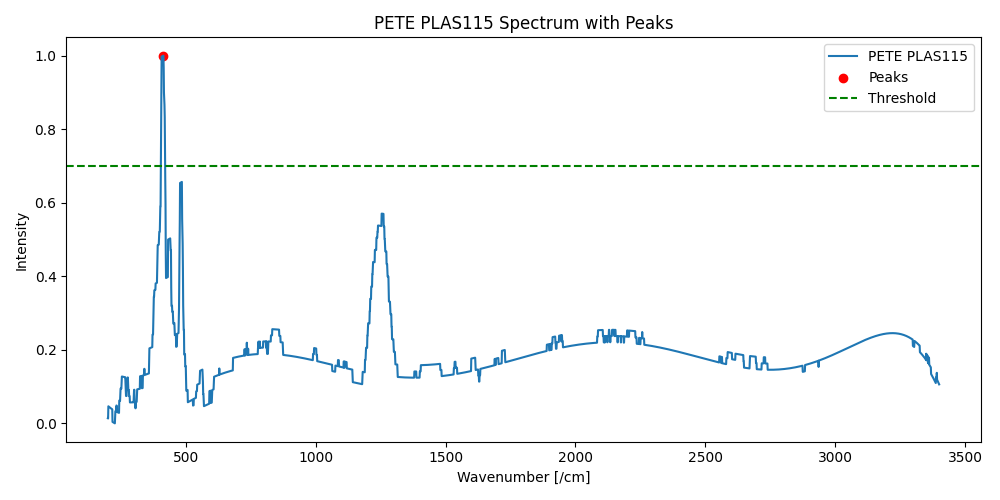 PETE PLAS115 Spectrum with Peaks
PETE PLAS115
Peaks
Threshold
Intensity
1.0
0.8
0.6
0.4
0.2
0.0
500
1000
1500
2000
2500
3000
3500
Wavenumber [/cm]